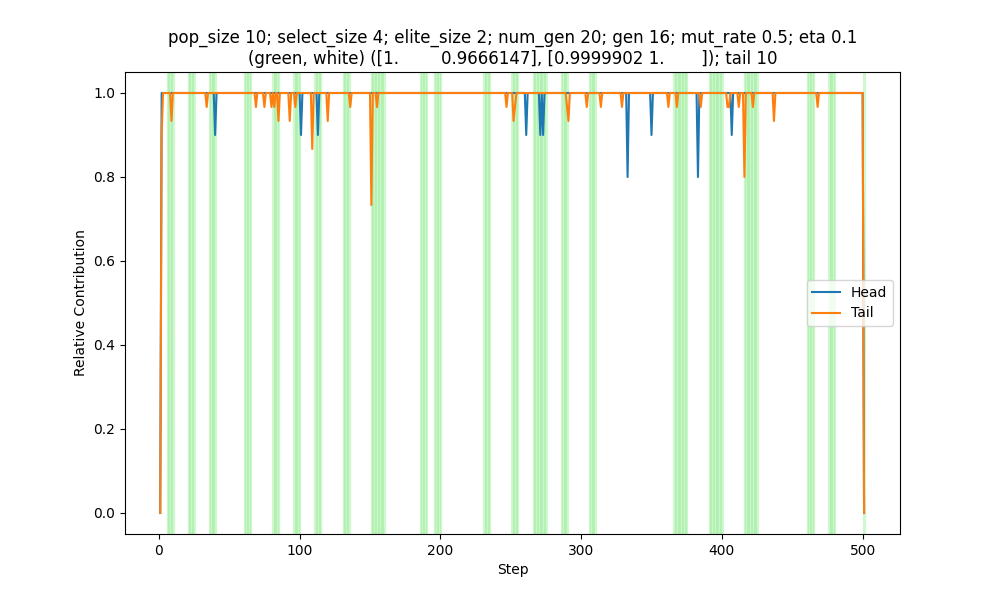 pop_size 10; select_size 4; elite_size 2; num_gen 20; gen 16; mut_rate 0.5; eta 0.1
(green, white) ([1.        0.9666147], [0.9999902 1.       ]); tail 10
1.0
0.8
0.6
0.4
0.2
0.0
Relative Contribution
Head
Tail
0
100
200
300
400
500
Step